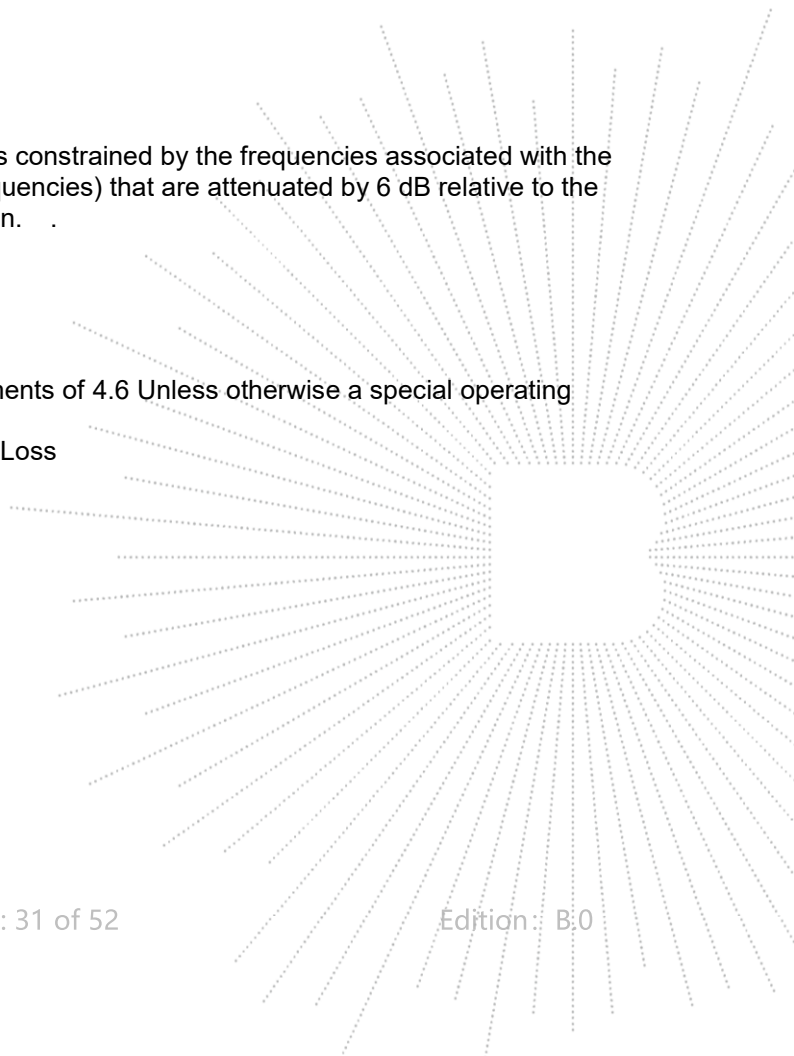 s constrained by the frequencies associated with the
quencies) that are attenuated by 6 dB relative to the
n. .
nents of 4.6 Unless otherwise a special operating
Loss
: 31 of 52 Edition: B.0